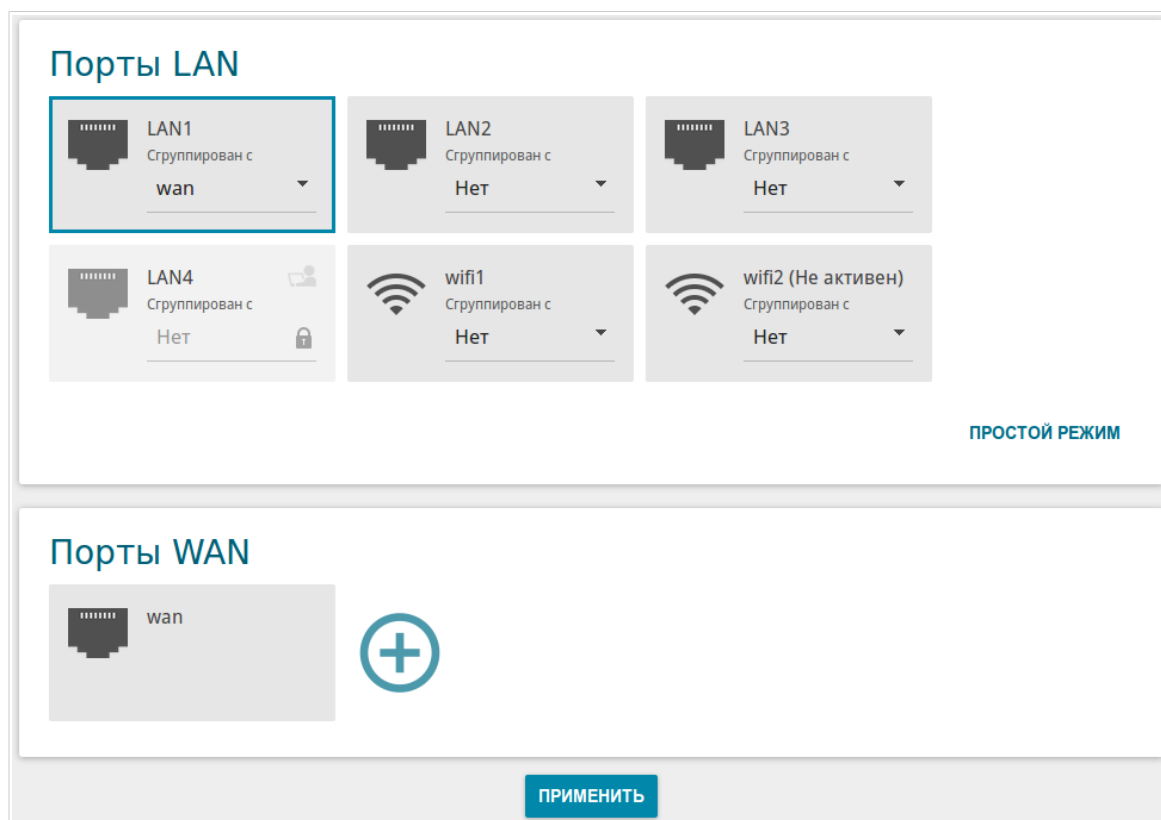 Порты LAN
LAN1
Сгруппирован с
wan
LAN2
Сгруппирован с
Нет
LAN3
Сгруппирован с
Нет
LAN4
Сгруппирован с
Нет
wifi1
Сгруппирован с
Нет
wifi2 (Не активен)
Сгруппирован с
Нет
ПРОСТОЙ РЕЖИМ
Порты WAN
wan
ПРИМЕНИТЬ